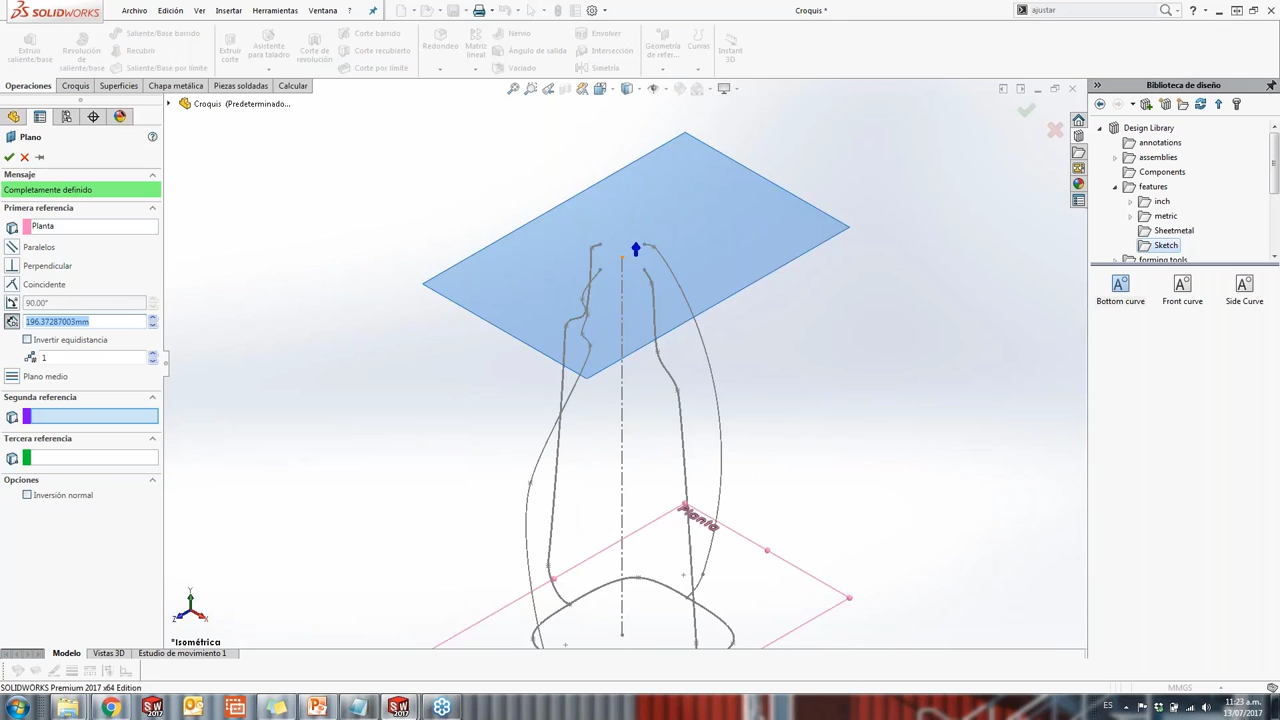 SOLIDWORKS
Archivo Edición Ver Insertar Herramientas Ventana ?
Croquis *
ajustar
Extruir saliente/base
Revolución de saliente/base
Saliente/Base barrido
Recubrir
Saliente/Base por límite
Extruir corte
Asistente para taladro
Corte de revolución
Corte barrido
Corte recubierto
Corte por límite
Redondeo
Matriz lineal
Nervio
Ángulo de salida
Vaciado
Envolver
Intersección
Simetría
Geometría de refer...
Curvas
Instant 3D
Operaciones Croquis Superficies Chapa metálica Piezas soldadas Calcular
Biblioteca de diseño
Croquis (Predeterminado...
Plano
Mensaje
Completamente definido
Primera referencia
Planta
Paralelos
Perpendicular
Coincidente
90.00°
196.37287003mm
Invertir equidistancia
1
Plano medio
Segunda referencia
Tercera referencia
Opciones
Inversión normal
Planta
Y
Z
X
*Isométrica
Design Library
annotations
assemblies
Components
features
inch
metric
Sheetmetal
Sketch
forming tools
Bottom curve
Front curve
Side Curve
Modelo Vistas 3D Estudio de movimiento 1
SOLIDWORKS Premium 2017 x64 Edition
MMGS
ES
11:23 a.m.
13/07/2017